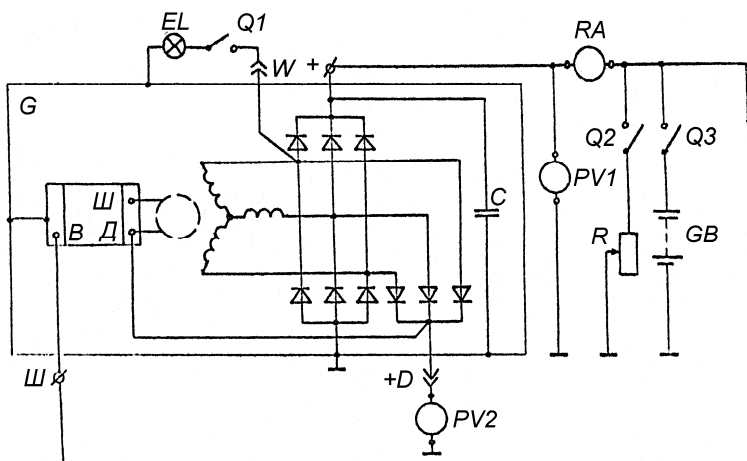 EL
Q1
RA
W
+
G
Q2
Q3
Ш
PV1
C
В
Д
R
GB
Ш
+D
PV2